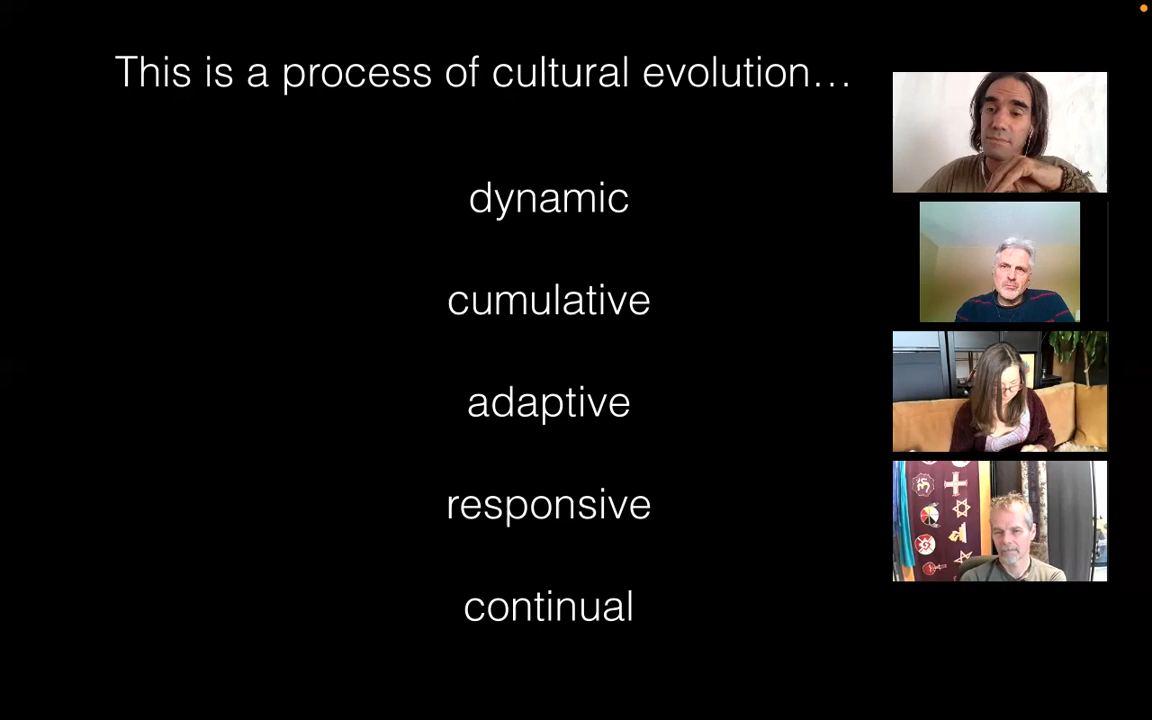 This is a process of cultural evolution…
dynamic
cumulative
adaptive
responsive
continual